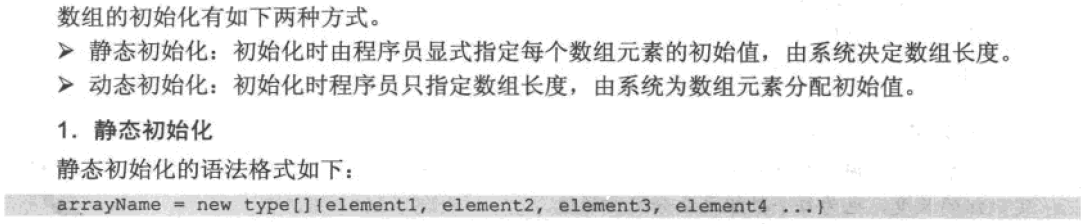 数组的初始化有如下两种方式。
➢ 静态初始化：初始化时由程序员显式指定每个数组元素的初始值，由系统决定数组长度。
➢ 动态初始化：初始化时程序员只指定数组长度，由系统为数组元素分配初始值。
1．静态初始化
静态初始化的语法格式如下：
arrayName = new type[]{element1, element2, element3, element4 ...}